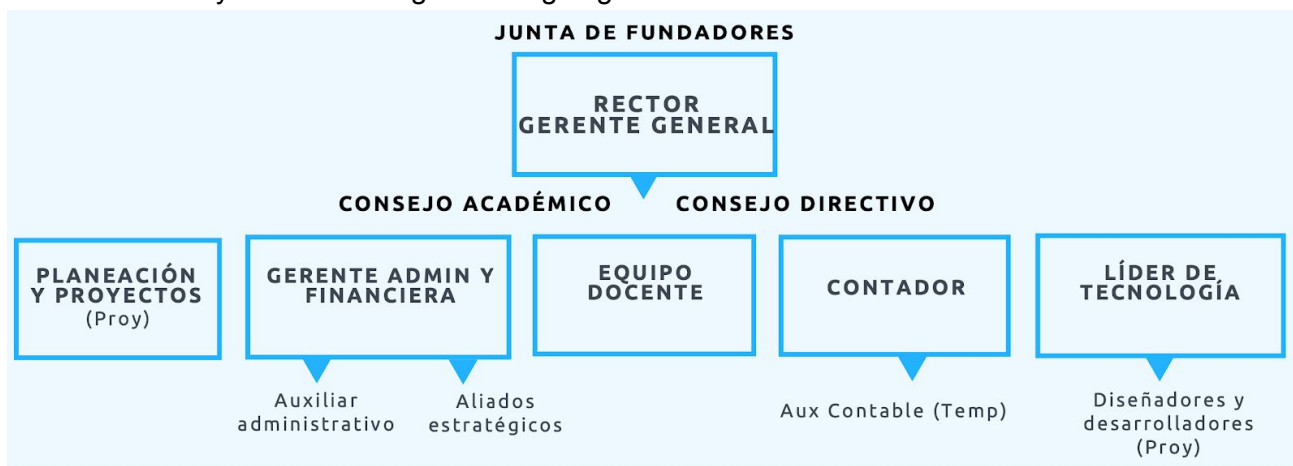 JUNTA DE FUNDADORES
RECTOR
GERENTE GENERAL
CONSEJO ACADÉMICO
CONSEJO DIRECTIVO
PLANEACIÓN
Y PROYECTOS
(Proy)
GERENTE ADMIN Y
FINANCIERA
EQUIPO
DOCENTE
CONTADOR
LÍDER DE
TECNOLOGÍA
Auxiliar
administrativo
Aliados
estratégicos
Aux Contable (Temp)
Diseñadores y
desarrolladores
(Proy)